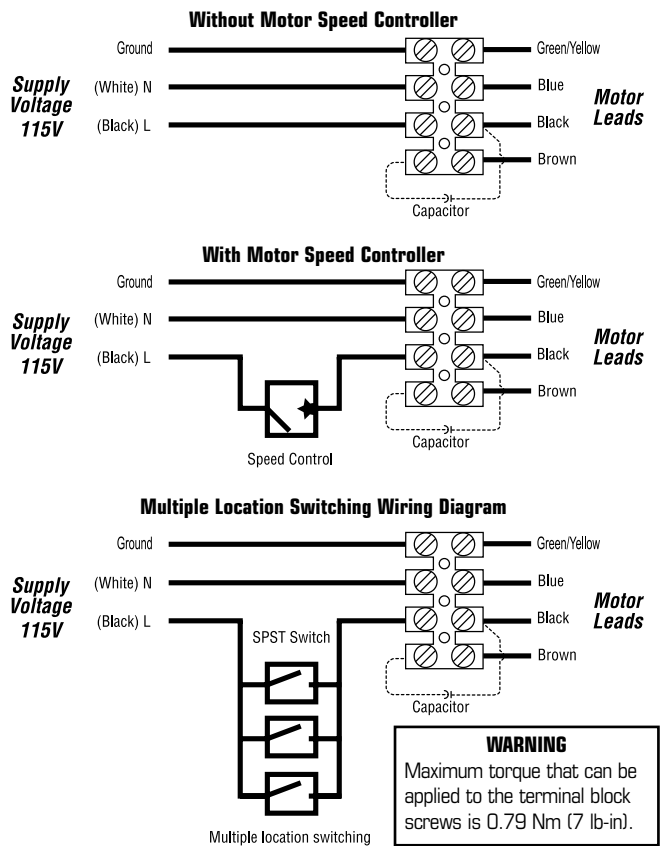 Without Motor Speed Controller
Ground
Green/Yellow
Supply
Voltage
115V
(White) N
Blue
Motor
Leads
(Black) L
Black
Brown
Capacitor
With Motor Speed Controller
Ground
Green/Yellow
Supply
Voltage
115V
(White) N
Blue
Motor
Leads
(Black) L
Black
Brown
Capacitor
Speed Control
Multiple Location Switching Wiring Diagram
Ground
Green/Yellow
Supply
Voltage
115V
(White) N
Blue
Motor
Leads
(Black) L
Black
SPST Switch
Brown
Capacitor
Multiple location switching
WARNING
Maximum torque that can be
applied to the terminal block
screws is 0.79 Nm (7 lb-in).